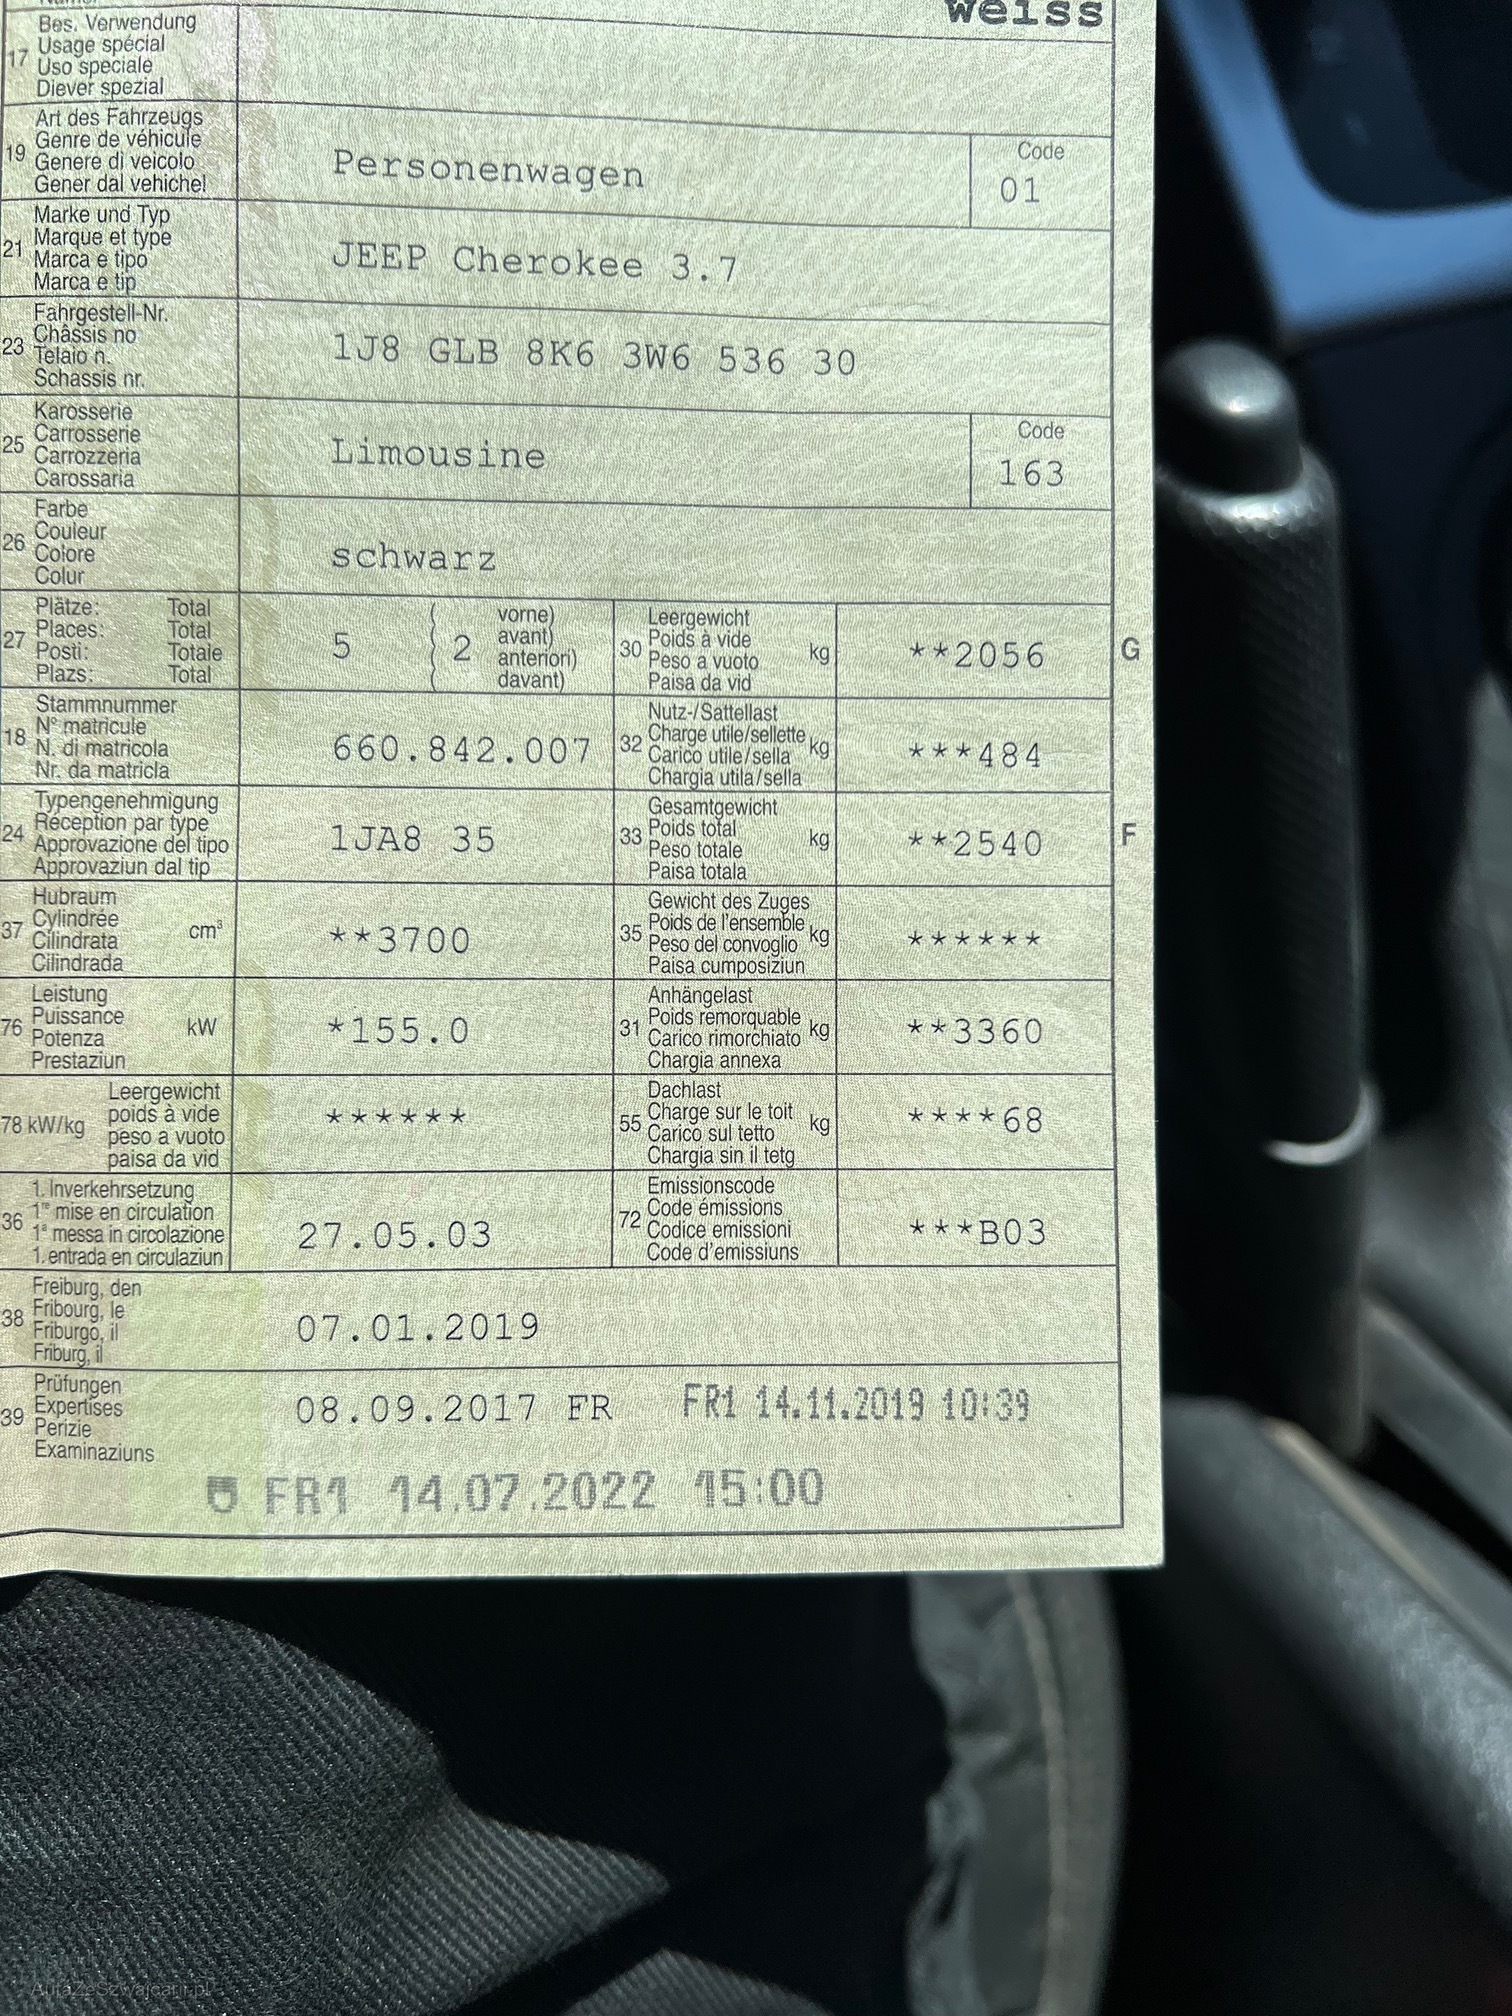 weiss
17 Bes. Verwendung
Usage spécial
Uso speciale
Diever spezial
19 Art des Fahrzeugs
Genre de véhicule
Genere di veicolo
Gener dal vehichel
Personenwagen
Code
01
21 Marke und Typ
Marque et type
Marca e tipo
Marca e tip
JEEP Cherokee 3.7
23 Fahrgestell-Nr.
Châssis no
Telaio n.
Schassis nr.
1J8 GLB 8K6 3W6 536 30
25 Karosserie
Carrosserie
Carrozzeria
Carossaria
Limousine
Code
163
26 Farbe
Couleur
Colore
Colur
schwarz
27 Plätze: Total
Places: Total
Posti: Totale
Plazs: Total
5 ( 2 vorne)
avant)
anteriori)
davant)
30 Leergewicht
Poids à vide
Peso a vuoto
Paisa da vid
kg
**2056
G
18 Stammnummer
N° matricule
N. di matricola
Nr. da matricla
660.842.007
32 Nutz-/Sattellast
Charge utile/sellette
Carico utile/sella
Chargia utila/sella
kg
***484
24 Typengenehmigung
Réception par type
Approvazione del tipo
Approvaziun dal tip
1JA8 35
33 Gesamtgewicht
Poids total
Peso totale
Paisa totala
kg
**2540
F
37 Hubraum
Cylindrée
Cilindrata
Cilindrada
cm³
**3700
35 Gewicht des Zuges
Poids de l'ensemble
Peso del convoglio
Paisa cumposiziun
kg
******
76 Leistung
Puissance
Potenza
Prestaziun
kW
*155.0
31 Anhängelast
Poids remorquable
Carico rimorchiato
Chargia annexa
kg
**3360
78 kW/kg Leergewicht
poids à vide
peso a vuoto
paisa da vid
******
55 Dachlast
Charge sur le toit
Carico sul tetto
Chargia sin il tetg
kg
****68
36 1. Inverkehrsetzung
1re mise en circulation
1a messa in circolazione
1. entrada en circulaziun
27.05.03
72 Emissionscode
Code émissions
Codice emissioni
Code d'emissiuns
***B03
38 Freiburg, den
Fribourg, le
Friburgo, il
Friburg, il
07.01.2019
39 Prüfungen
Expertises
Perizie
Examinaziuns
08.09.2017 FR FR1 14.11.2019 10:39
FR1 14.07.2022 15:00
AutaZeSzwajcarii.pl